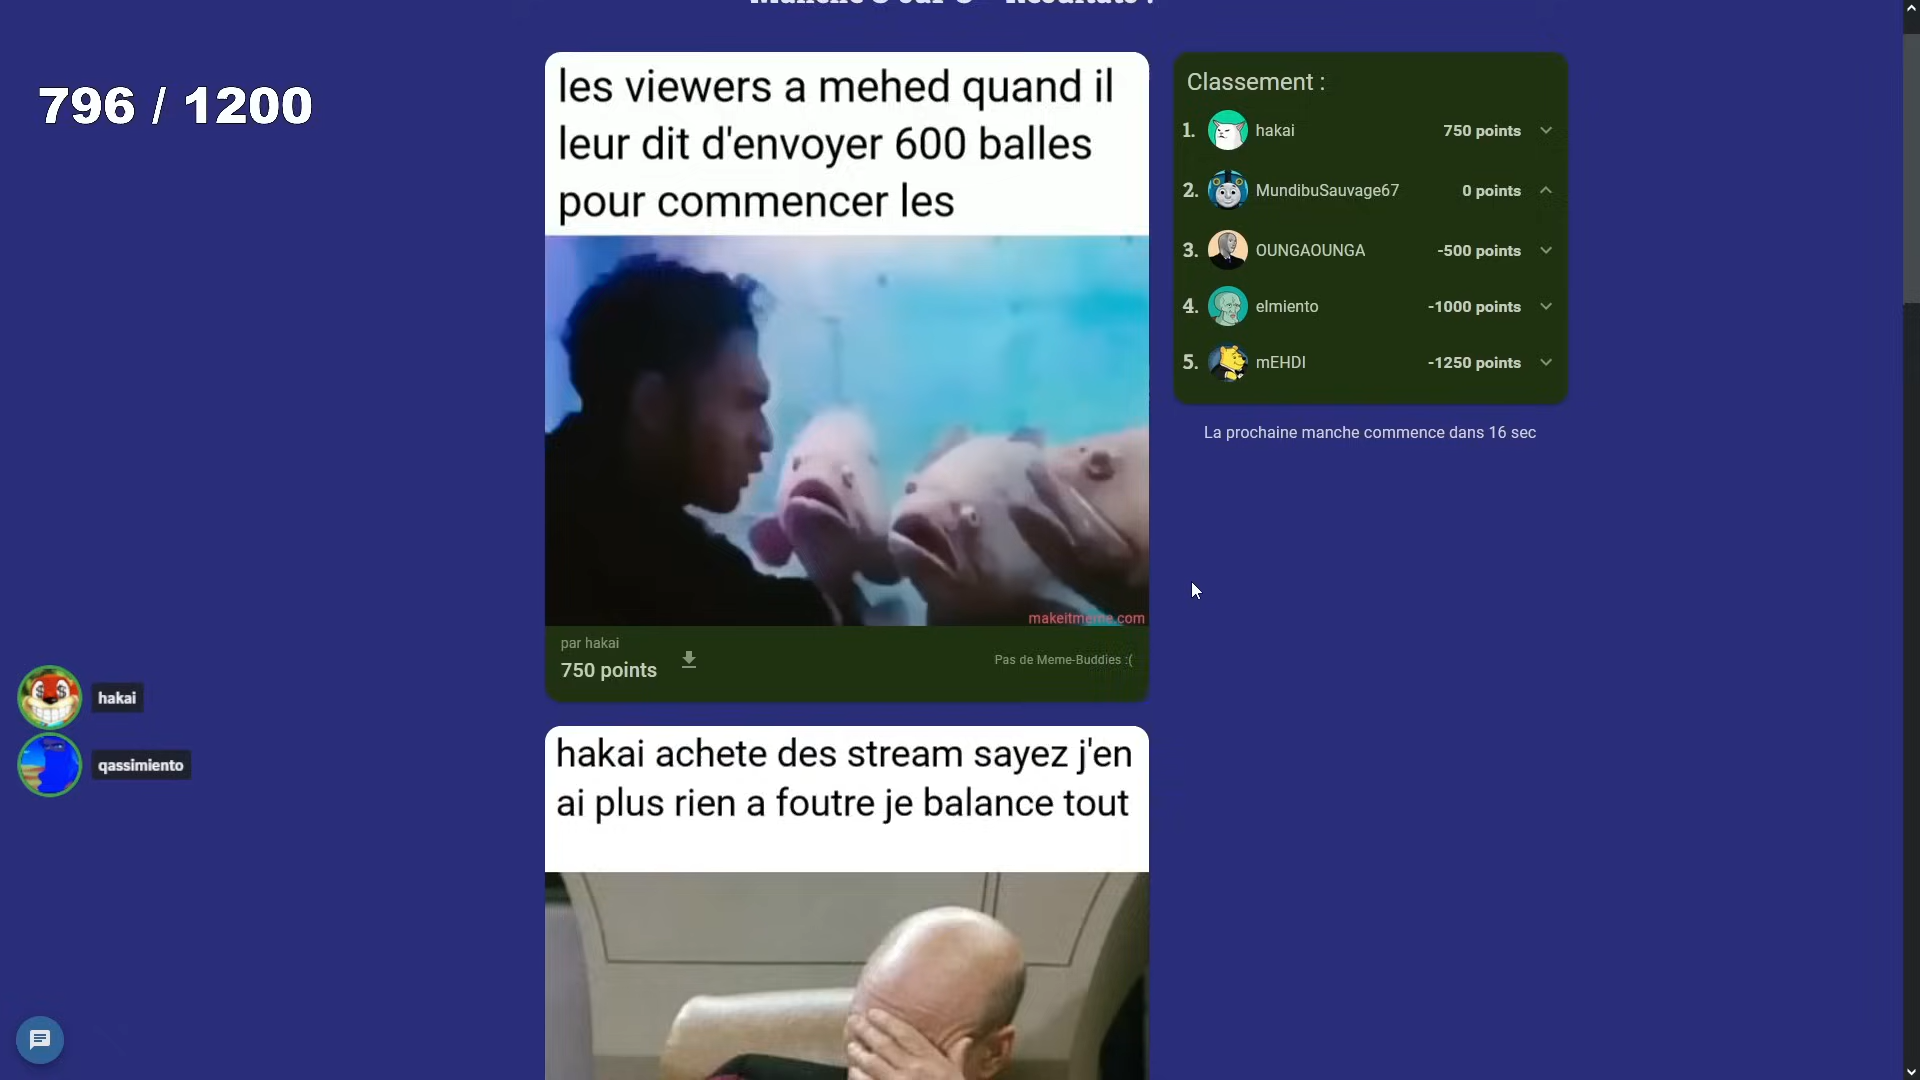 796 / 1200
les viewers a mehed quand il
leur dit d'envoyer 600 balles
pour commencer les
makeitmeme.com
par hakai
750 points
Pas de Meme-Buddies :(
hakai achete des stream sayez j'en
ai plus rien a foutre je balance tout
Classement :
1. hakai 750 points
2. MundibuSauvage67 0 points
3. OUNGAOUNGA -500 points
4. elmiento -1000 points
5. mEHDI -1250 points
La prochaine manche commence dans 16 sec
hakai
qassimiento